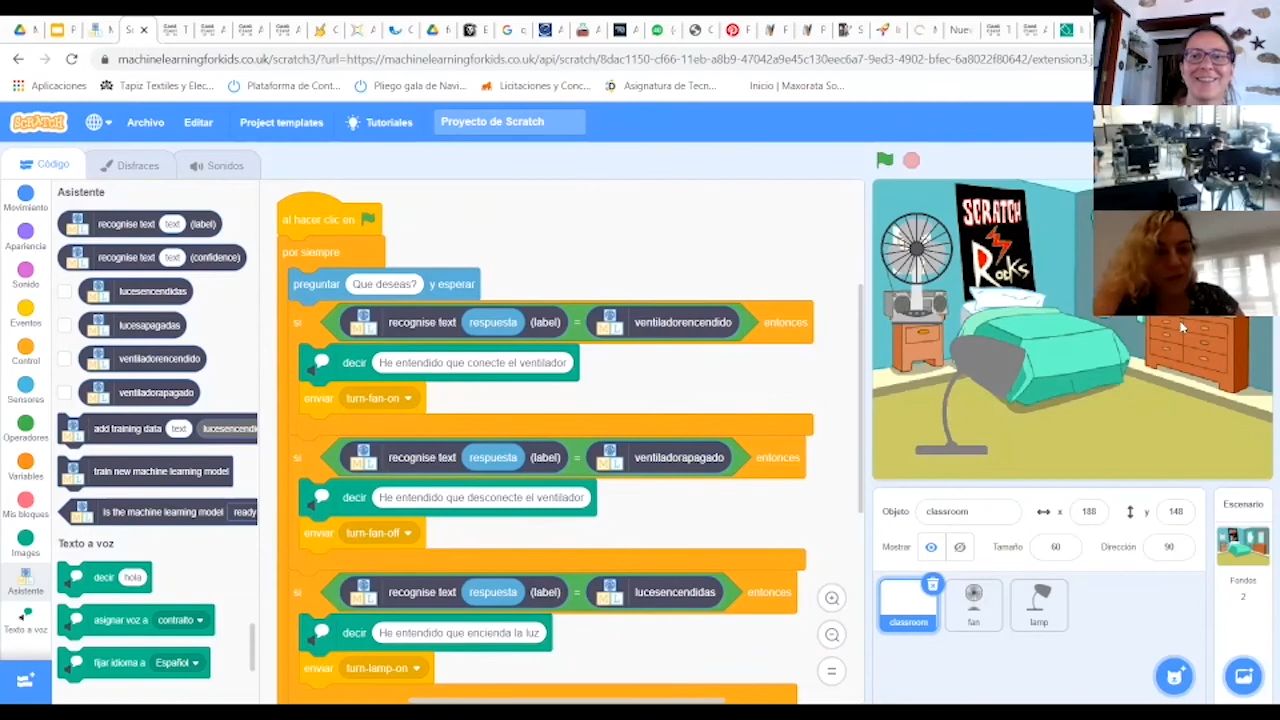 machinelearningforkids.co.uk/scratch3/?url=https://machinelearningforkids.co.uk/api/scratch/8dac1150-cf66-11eb-a8b9-47042a9e45c130eec6a7-9ed3-4902-bfec-6a8022f80642/extension3.j
Aplicaciones Tapiz Textiles y Elec... Plataforma de Cont... Pliego gala de Navi... Licitaciones y Conc... Asignatura de Tecn... Inicio | Maxorata So...
SCRATCH Archivo Editar Project templates Tutoriales Proyecto de Scratch
Código Disfraces Sonidos
Movimiento
Apariencia
Sonido
Eventos
Control
Sensores
Operadores
Variables
Mis bloques
Images
Asistente
Texto a voz
Asistente
recognise text text (label)
recognise text text (confidence)
lucesencendidas
lucesapagadas
ventiladorencendido
ventiladorapagado
add training data text lucesencendi
train new machine learning model
Is the machine learning model ready
Texto a voz
decir hola
asignar voz a contralto
fijar idioma a Español
al hacer clic en
por siempre
preguntar Que deseas? y esperar
si recognise text respuesta (label) = ventiladorencendido entonces
decir He entendido que conecte el ventilador
enviar turn-fan-on
si recognise text respuesta (label) = ventiladorapagado entonces
decir He entendido que desconecte el ventilador
enviar turn-fan-off
si recognise text respuesta (label) = lucesencendidas entonces
decir He entendido que encienda la luz
enviar turn-lamp-on
SCRATCH
Rocks
Objeto classroom x 188 y 148
Mostrar Tamaño 60 Dirección 90
classroom fan lamp
Escenario
Fondos
2